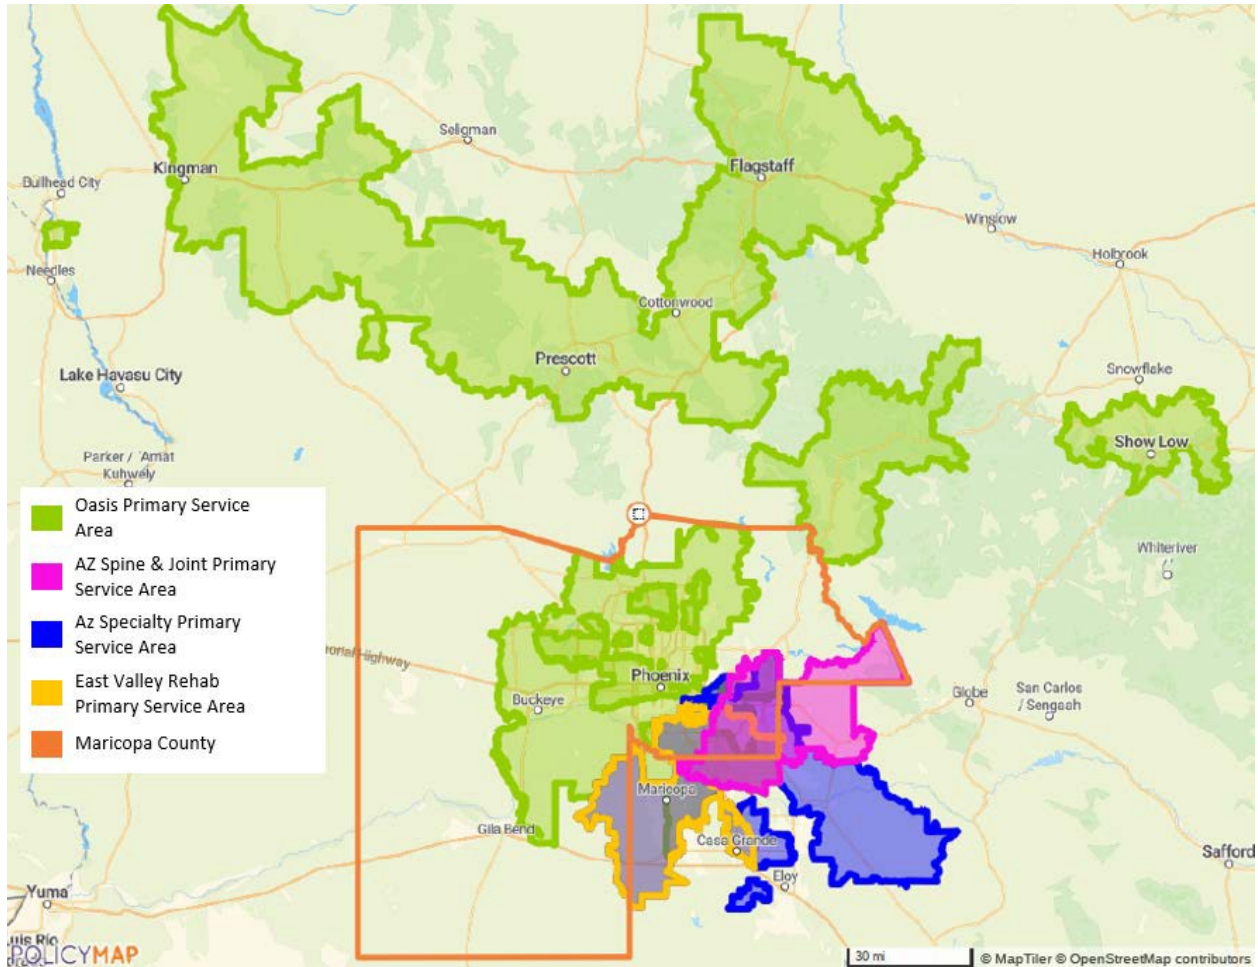 Seligman
Kingman
Flagstaff
Bullhead City
Winslow
Holbrook
Needles
Cottonwood
Prescott
Lake Havasu City
Snowflake
Show Low
Parker / 'Amat
Kuhwely
Oasis Primary Service
Area
AZ Spine & Joint Primary
Service Area
Az Specialty Primary
Service Area
East Valley Rehab
Primary Service Area
Maricopa County
Whiteriver
Highway
Phoenix
Buckeye
Globe
San Carlos
/ Sengaah
Maricopa
Gila Bend
Casa Grande
Eloy
Safford
Yuma
Luis Río
POLICYMAP
30 mi
© MapTiler © OpenStreetMap contributors